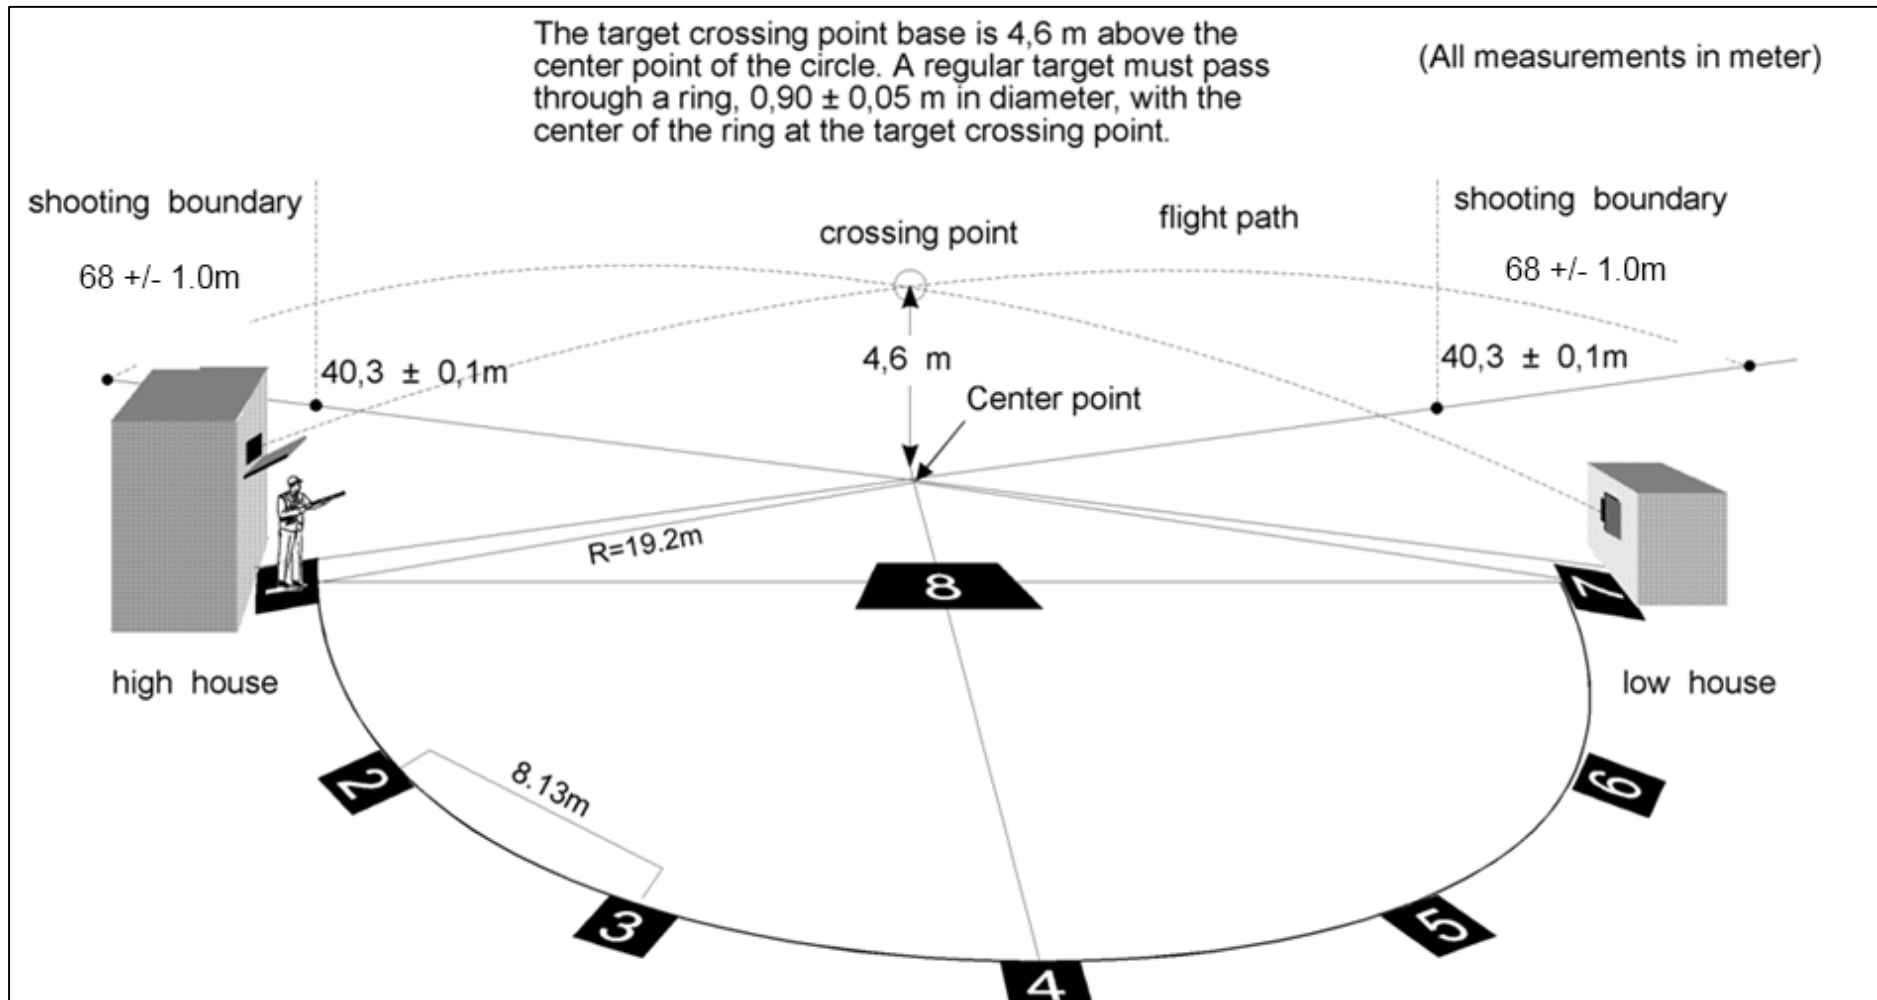 The target crossing point base is 4,6 m above the
center point of the circle. A regular target must pass
through a ring, 0,90 ± 0,05 m in diameter, with the
center of the ring at the target crossing point.
(All measurements in meter)
shooting boundary
68 +/- 1.0m
crossing point
flight path
shooting boundary
68 +/- 1.0m
40,3 ± 0,1m
4,6 m
40,3 ± 0,1m
Center point
R=19.2m
8
7
high house
low house
2
8.13m
6
3
5
4